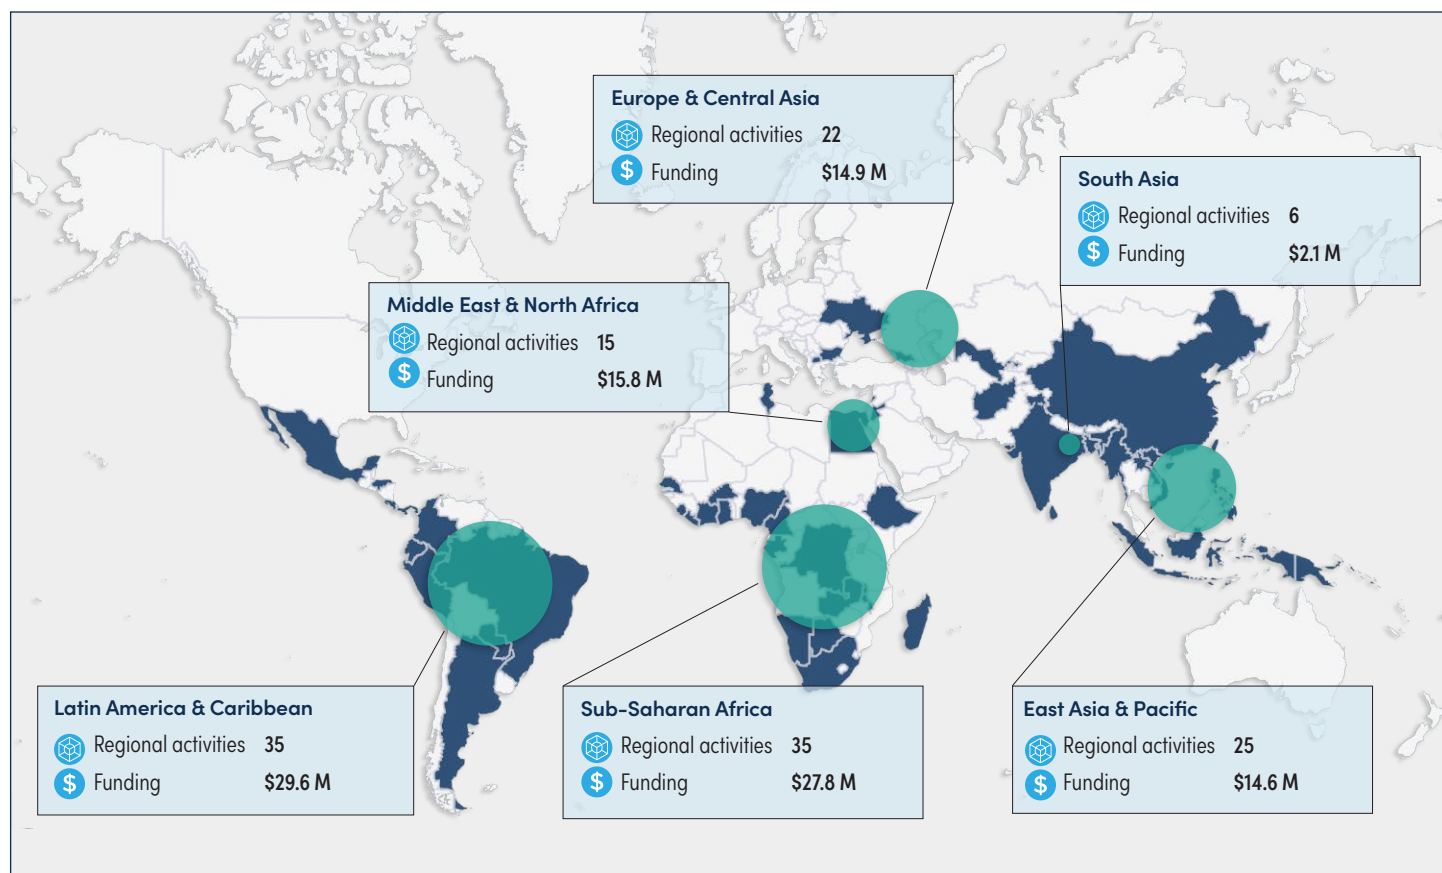 Europe & Central Asia
Regional activities 22
$ Funding $14.9 M
South Asia
Regional activities 6
$ Funding $2.1 M
Middle East & North Africa
Regional activities 15
$ Funding $15.8 M
Latin America & Caribbean
Regional activities 35
$ Funding $29.6 M
Sub-Saharan Africa
Regional activities 35
$ Funding $27.8 M
East Asia & Pacific
Regional activities 25
$ Funding $14.6 M